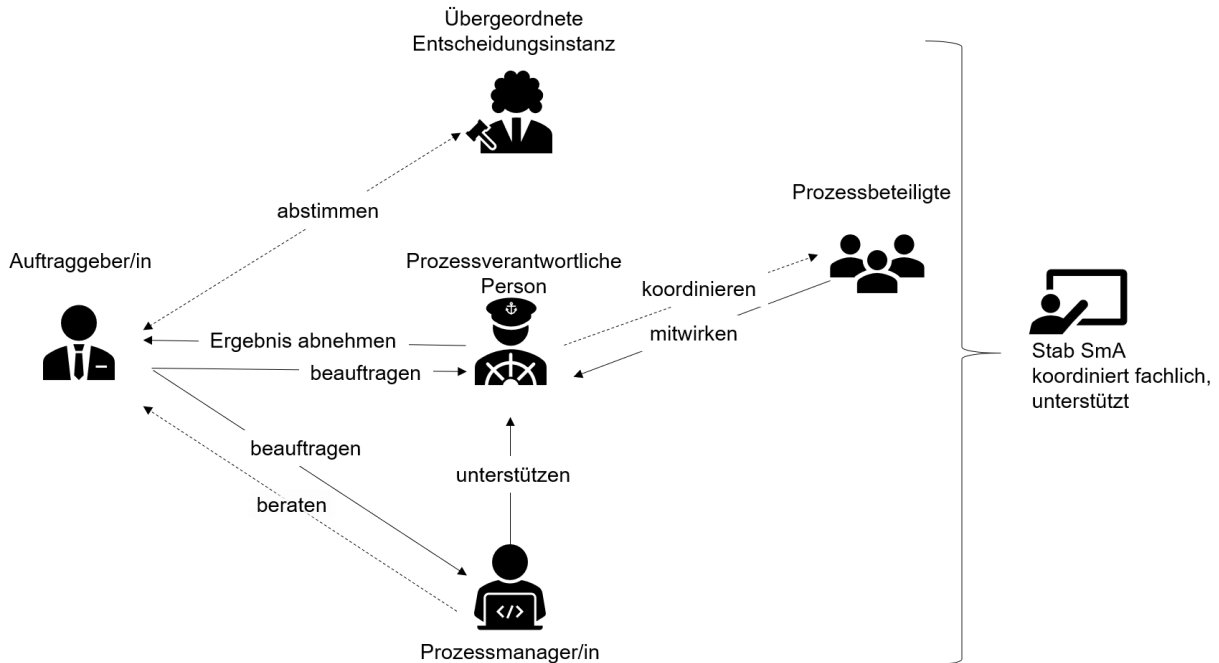 Übergeordnete
Entscheidungsinstanz
Prozessbeteiligte
abstimmen
Auftraggeber/in
Prozessverantwortliche
Person
koordinieren
Ergebnis abnehmen
mitwirken
beauftragen
Stab SmA
koordiniert fachlich,
unterstützt
beauftragen
unterstützen
beraten
</>
Prozessmanager/in